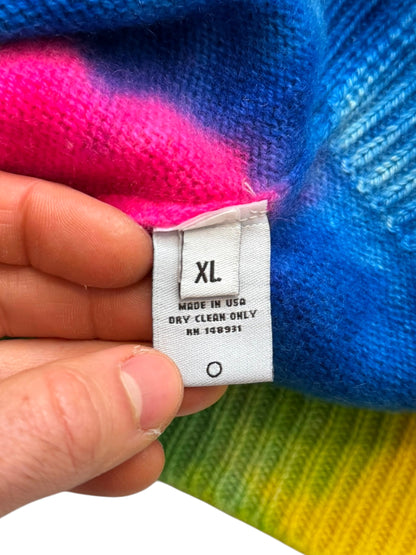 XL
MADE IN USA
DRY CLEAN ONLY
RN 148931